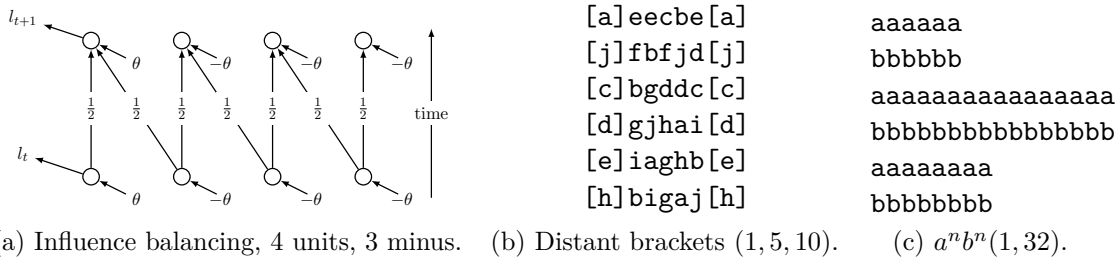 l_{t+1}
θ −θ −θ −θ
½ ½ ½ ½ ½ ½ ½ time
l_t
θ −θ −θ −θ
[a]eecbe[a]
[j]fbfjd[j]
[c]bgddc[c]
[d]gjhai[d]
[e]iaghb[e]
[h]bigaj[h]
aaaaaa
bbbbbb
aaaaaaaaaaaaaaaa
bbbbbbbbbbbbbbbb
aaaaaaaa
bbbbbbbb
a) Influence balancing, 4 units, 3 minus.
(b) Distant brackets (1, 5, 10).
(c) aⁿbⁿ(1, 32).